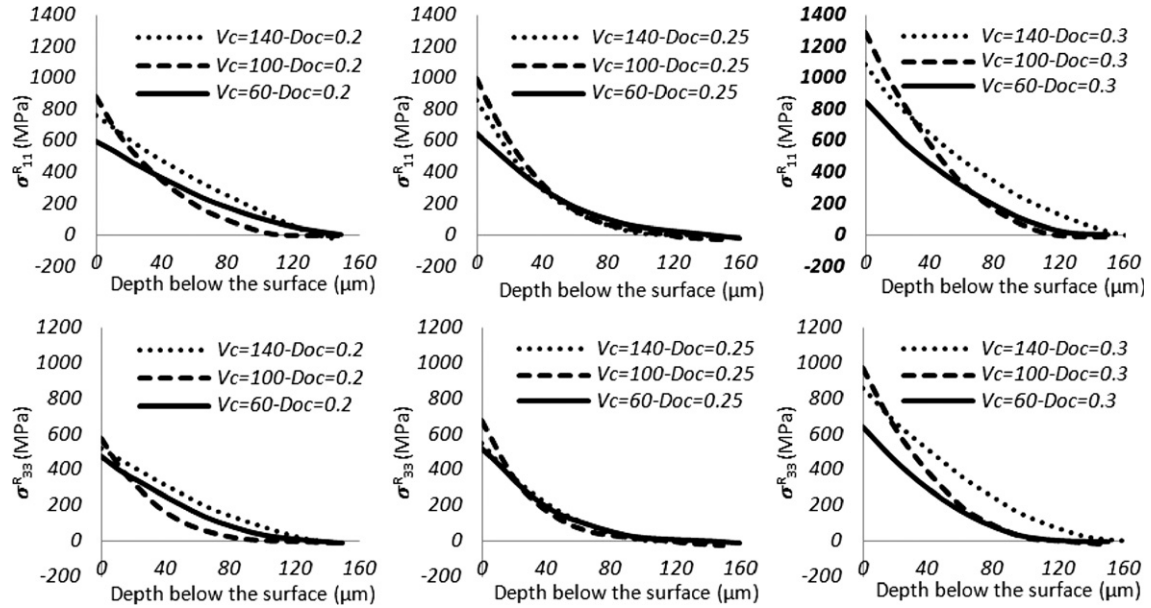 1400
1200
1000
800
600
400
200
0
-200
σᴿ₁₁ (MPa)
Vc=140-Doc=0.2
Vc=100-Doc=0.2
Vc=60-Doc=0.2
0 40 80 120 160
Depth below the surface (µm)
1400
1200
1000
800
600
400
200
0
-200
σᴿ₁₁ (MPa)
Vc=140-Doc=0.25
Vc=100-Doc=0.25
Vc=60-Doc=0.25
0 40 80 120 160
Depth below the surface (µm)
1400
1200
1000
800
600
400
200
0
-200
σᴿ₁₁ (MPa)
Vc=140-Doc=0.3
Vc=100-Doc=0.3
Vc=60-Doc=0.3
0 40 80 120 160
Depth below the surface (µm)
1200
1000
800
600
400
200
0
-200
σᴿ₃₃ (MPa)
Vc=140-Doc=0.2
Vc=100-Doc=0.2
Vc=60-Doc=0.2
0 40 80 120 160
Depth below the surface (µm)
1200
1000
800
600
400
200
0
-200
σᴿ₃₃ (MPa)
Vc=140-Doc=0.25
Vc=100-Doc=0.25
Vc=60-Doc=0.25
0 40 80 120 160
Depth below the surface (µm)
1200
1000
800
600
400
200
0
-200
σᴿ₃₃ (MPa)
Vc=140-Doc=0.3
Vc=100-Doc=0.3
Vc=60-Doc=0.3
0 40 80 120 160
Depth below the surface (µm)